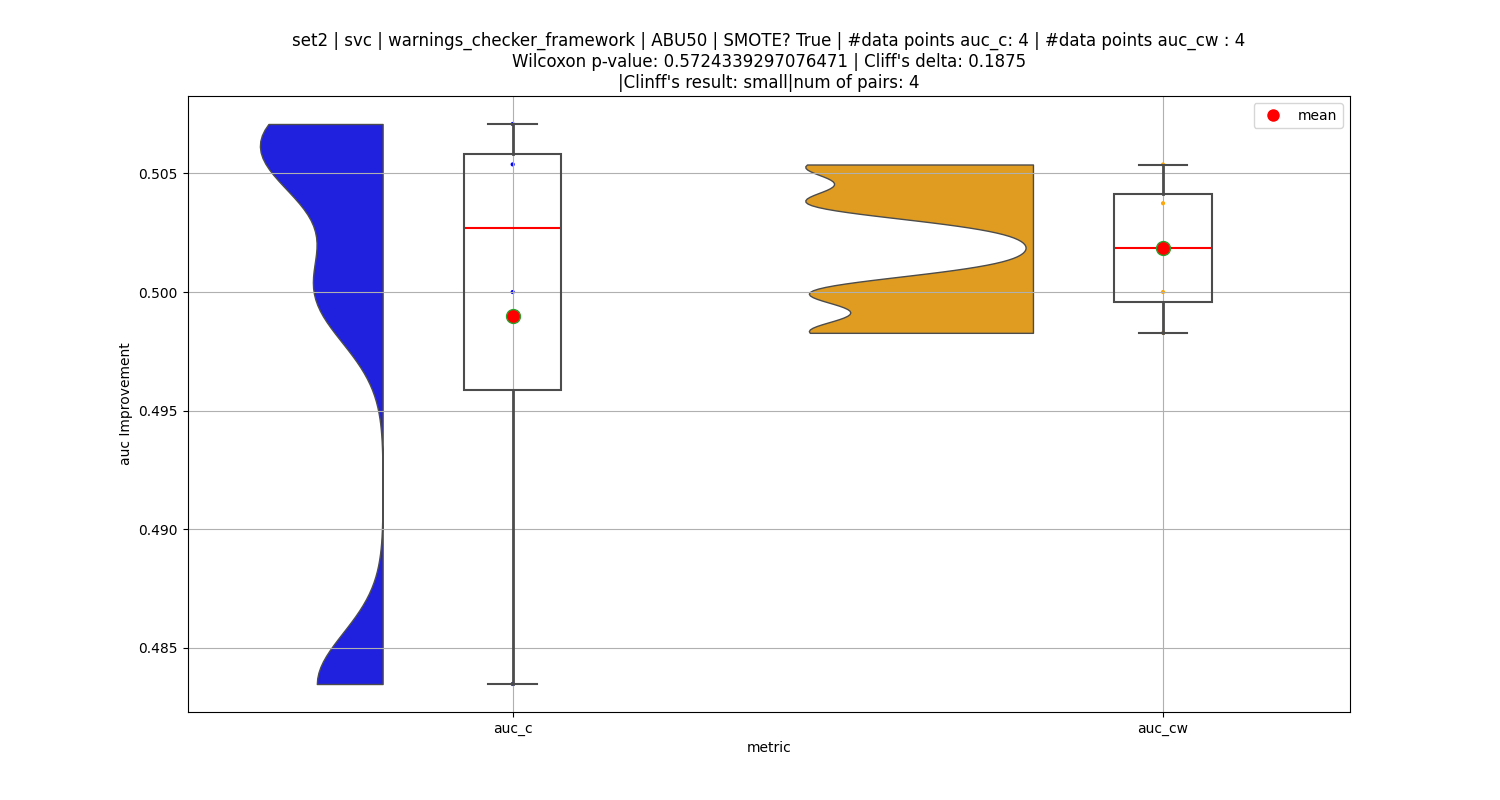 set2 | svc | warnings_checker_framework | ABU50 | SMOTE? True | #data points auc_c: 4 | #data points auc_cw : 4
Wilcoxon p-value: 0.5724339297076471 | Cliff's delta: 0.1875
|Clinff's result: small|num of pairs: 4
mean
0.505
0.500
0.495
0.490
0.485
auc Improvement
auc_c
auc_cw
metric